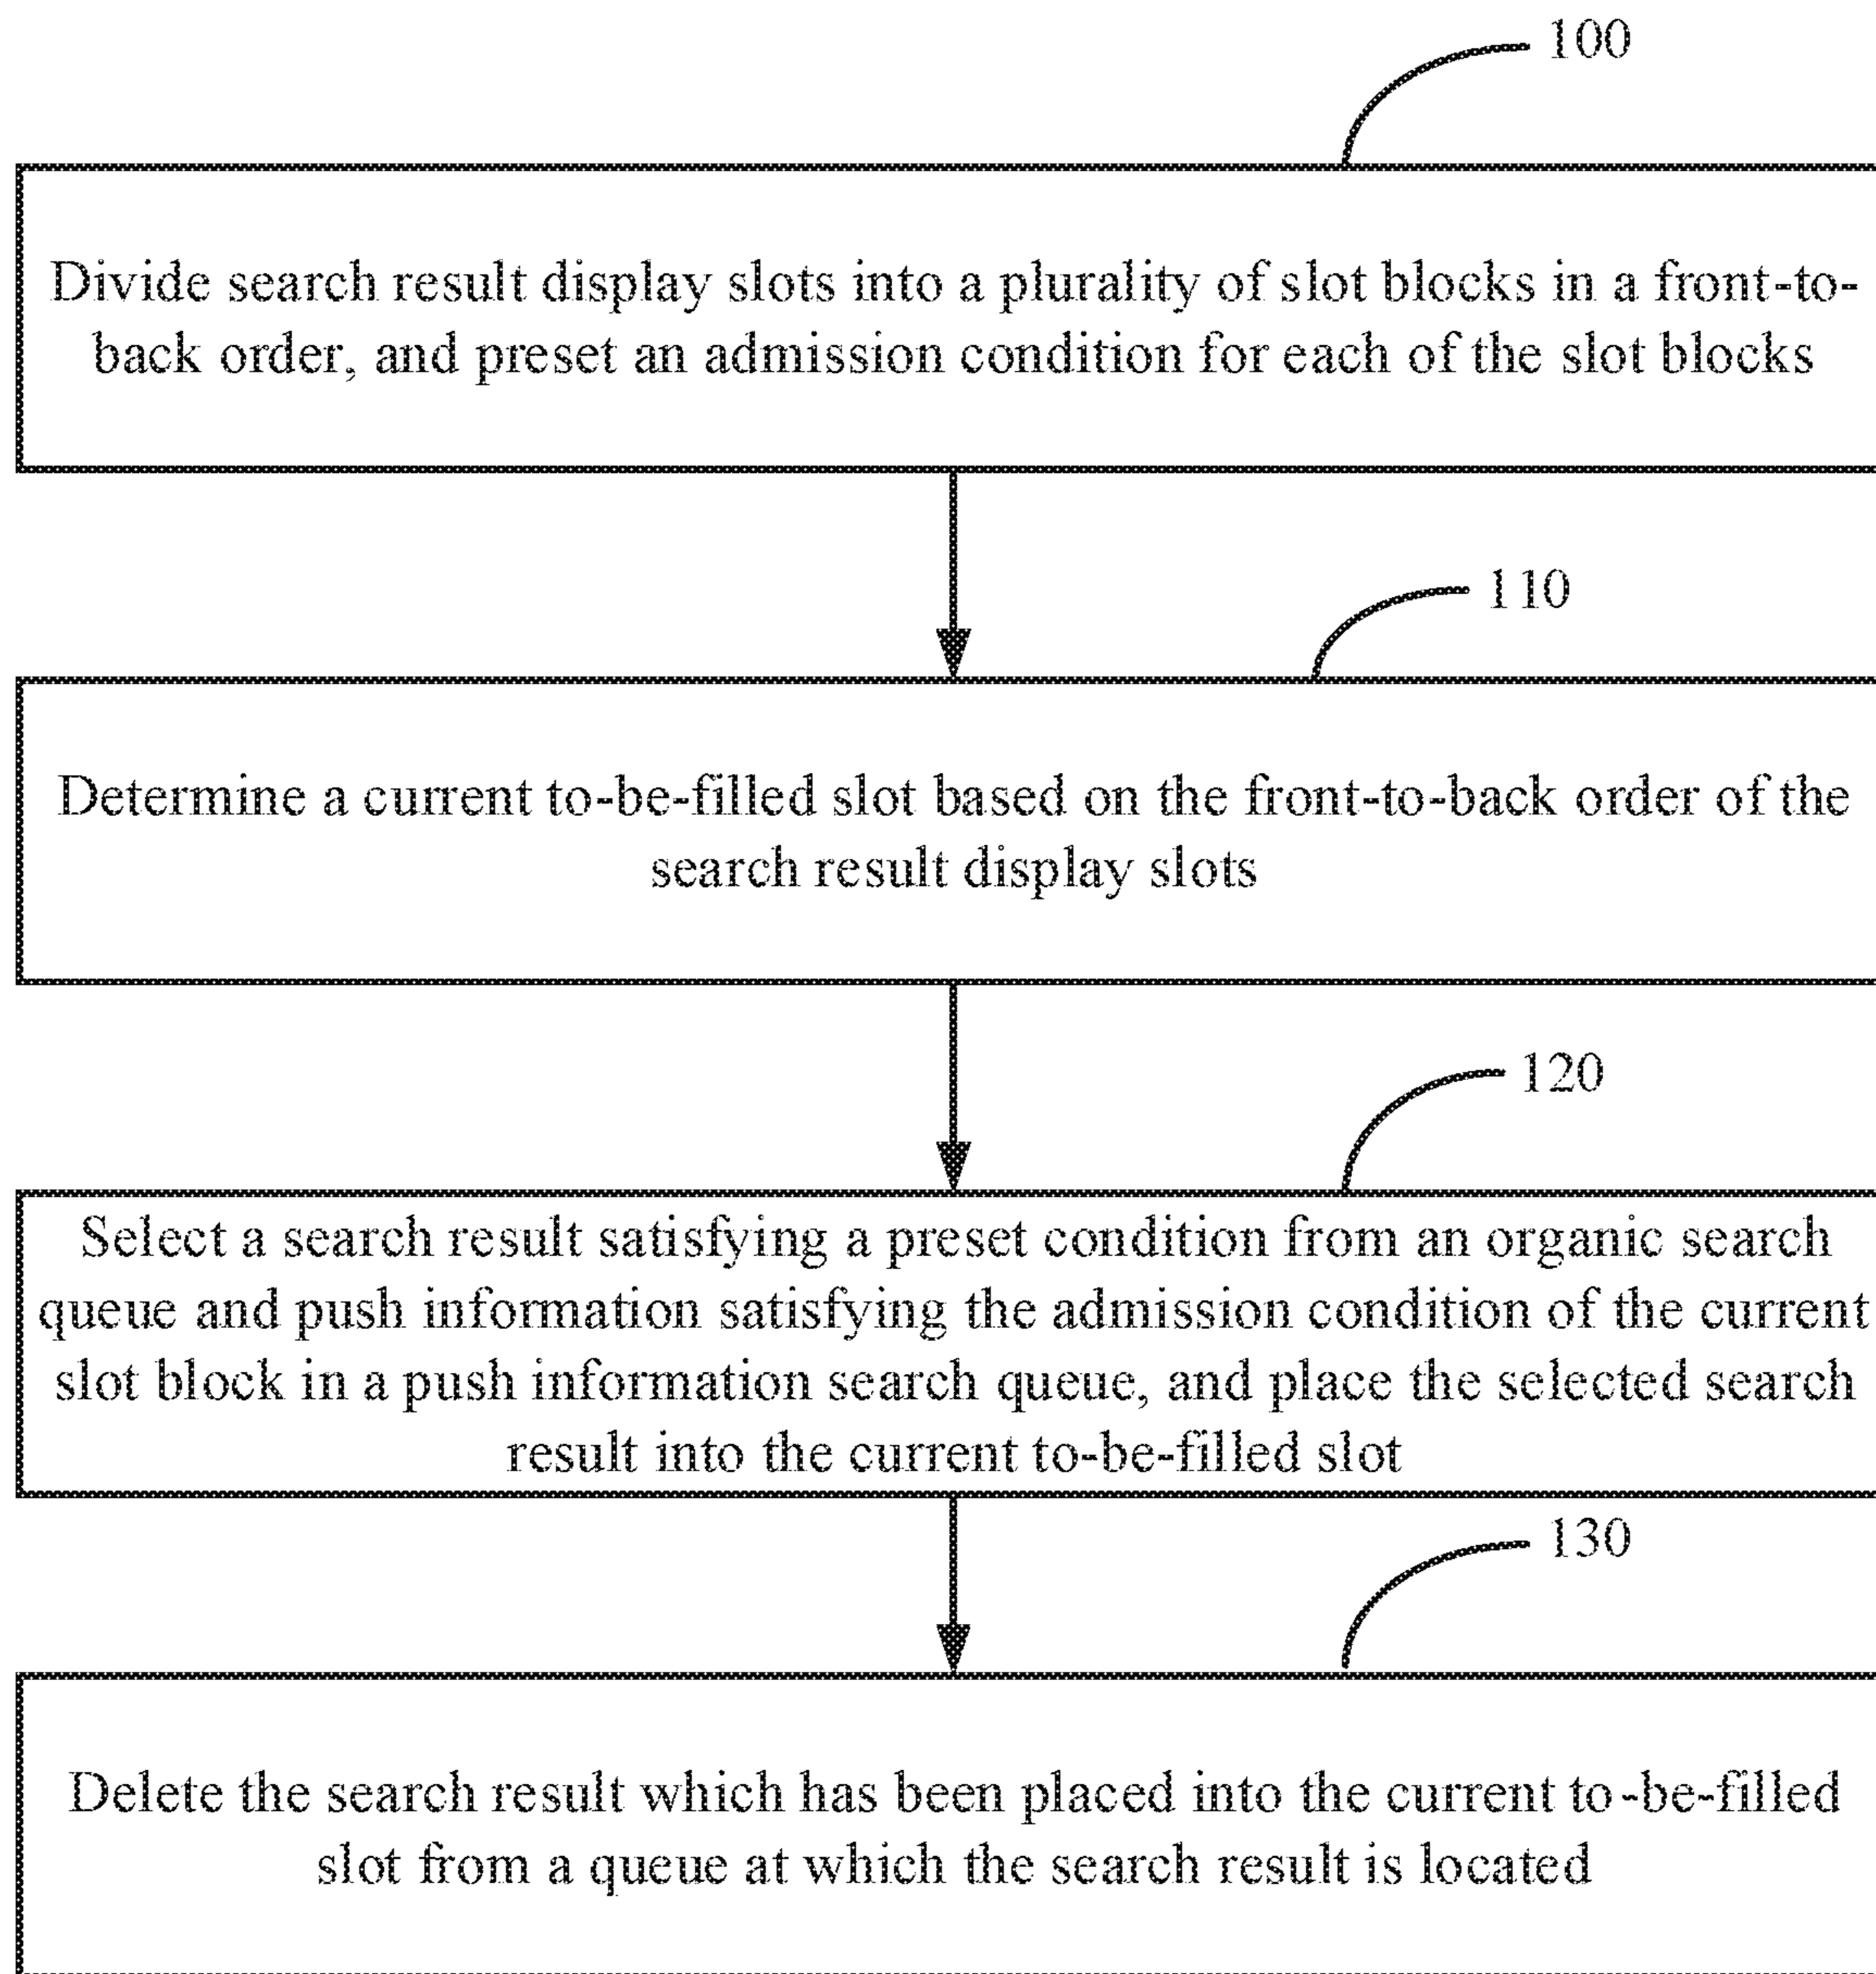 100
Divide search result display slots into a plurality of slot blocks in a front-to-
back order, and preset an admission condition for each of the slot blocks
110
Determine a current to-be-filled slot based on the front-to-back order of the
search result display slots
120
Select a search result satisfying a preset condition from an organic search
queue and push information satisfying the admission condition of the current
slot block in a push information search queue, and place the selected search
result into the current to-be-filled slot
130
Delete the search result which has been placed into the current to-be-filled
slot from a queue at which the search result is located